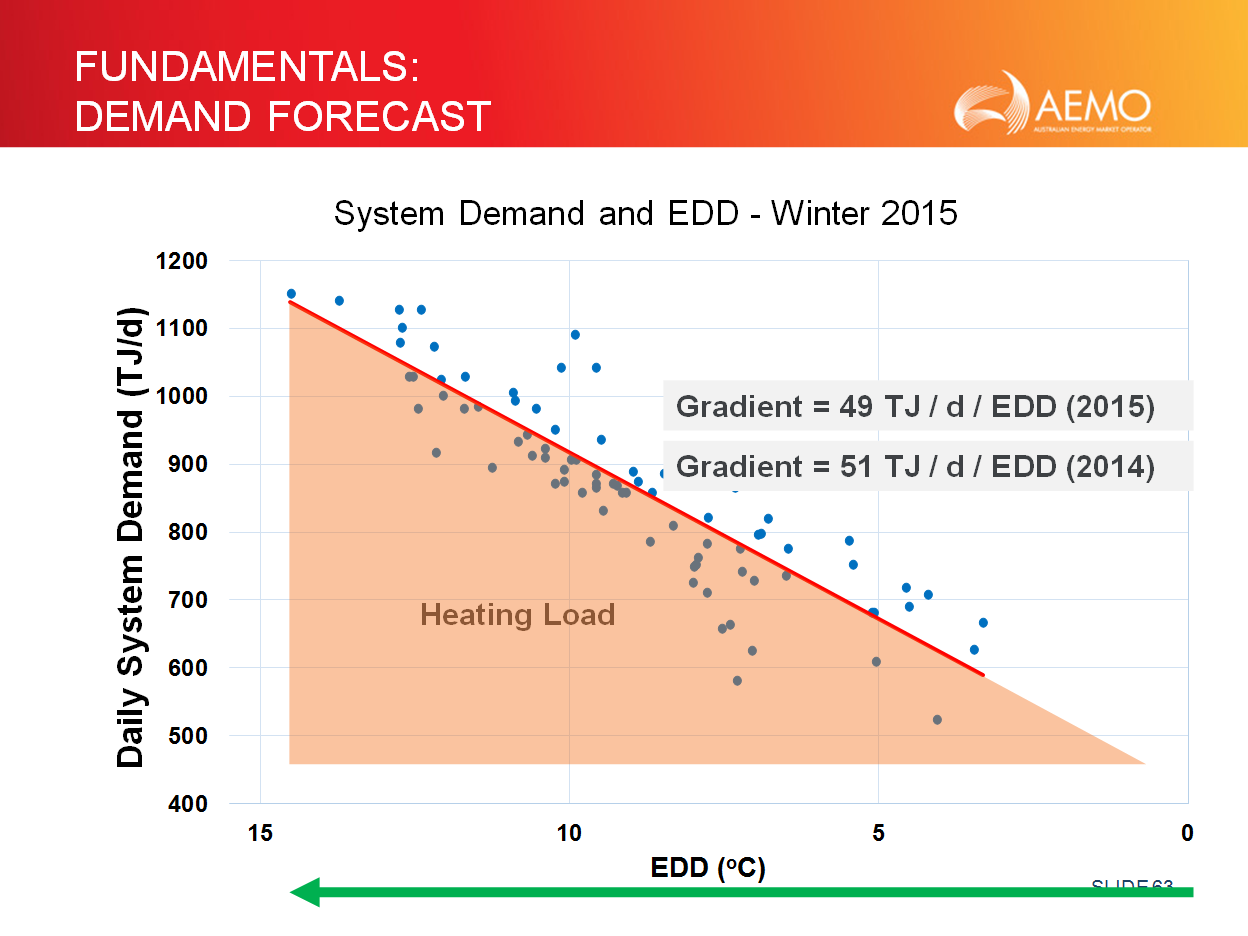 FUNDAMENTALS:
DEMAND FORECAST
AEMO
AUSTRALIAN ENERGY MARKET OPERATOR
System Demand and EDD - Winter 2015
Daily System Demand (TJ/d)
1200
1100
1000
900
800
700
600
500
400
Gradient = 49 TJ / d / EDD (2015)
Gradient = 51 TJ / d / EDD (2014)
Heating Load
15
10
5
0
EDD (ºC)
SLIDE 63